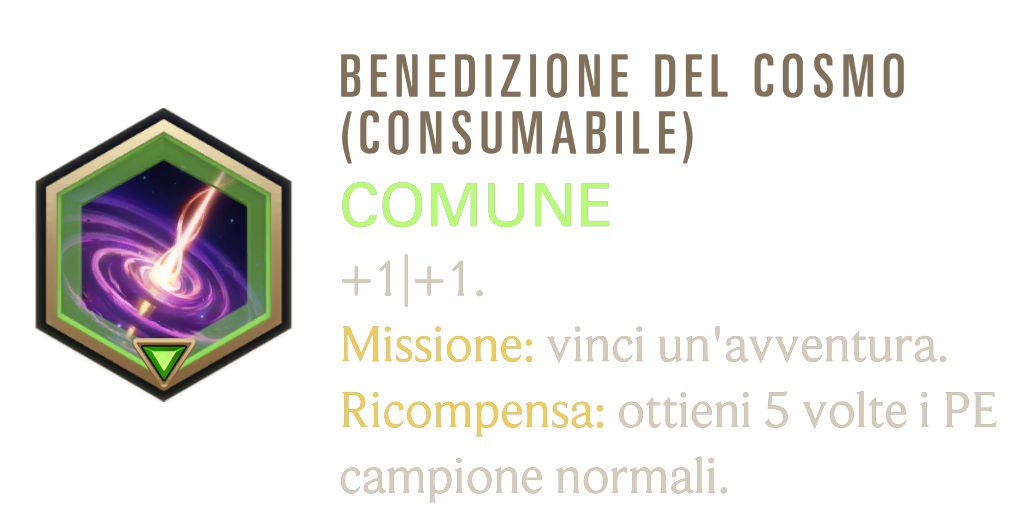 BENEDIZIONE DEL COSMO
(CONSUMABILE)
COMUNE
+1|+1.
Missione: vinci un'avventura.
Ricompensa: ottieni 5 volte i PE
campione normali.